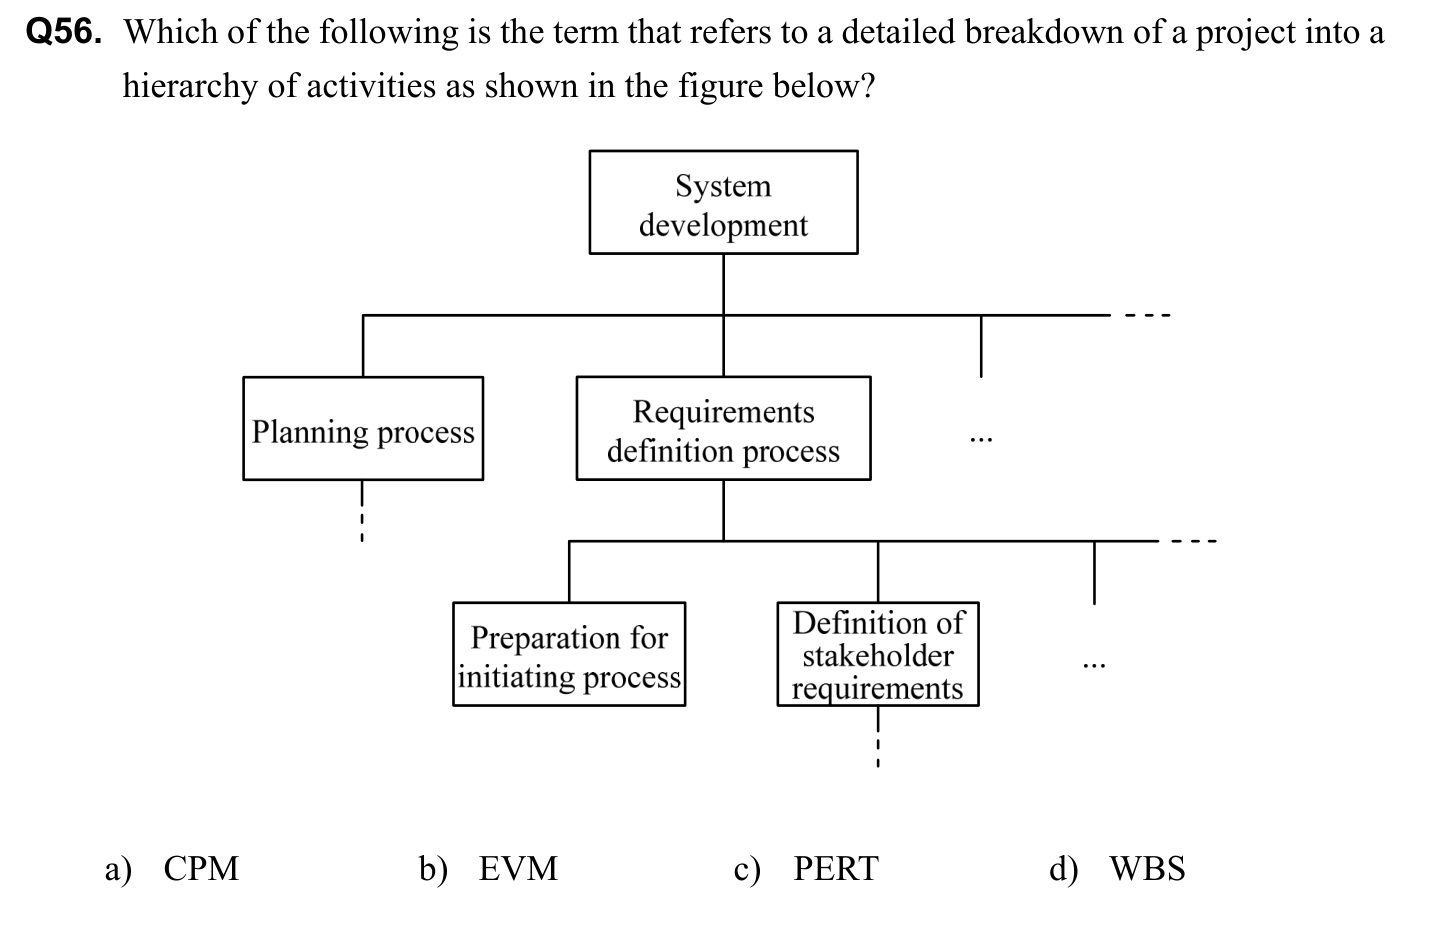 Q56. Which of the following is the term that refers to a detailed breakdown of a project into a
hierarchy of activities as shown in the figure below?
System
development
Planning process
Requirements
definition process
...
Preparation for
initiating process
Definition of
stakeholder
requirements
...
a) CPM b) EVM c) PERT d) WBS